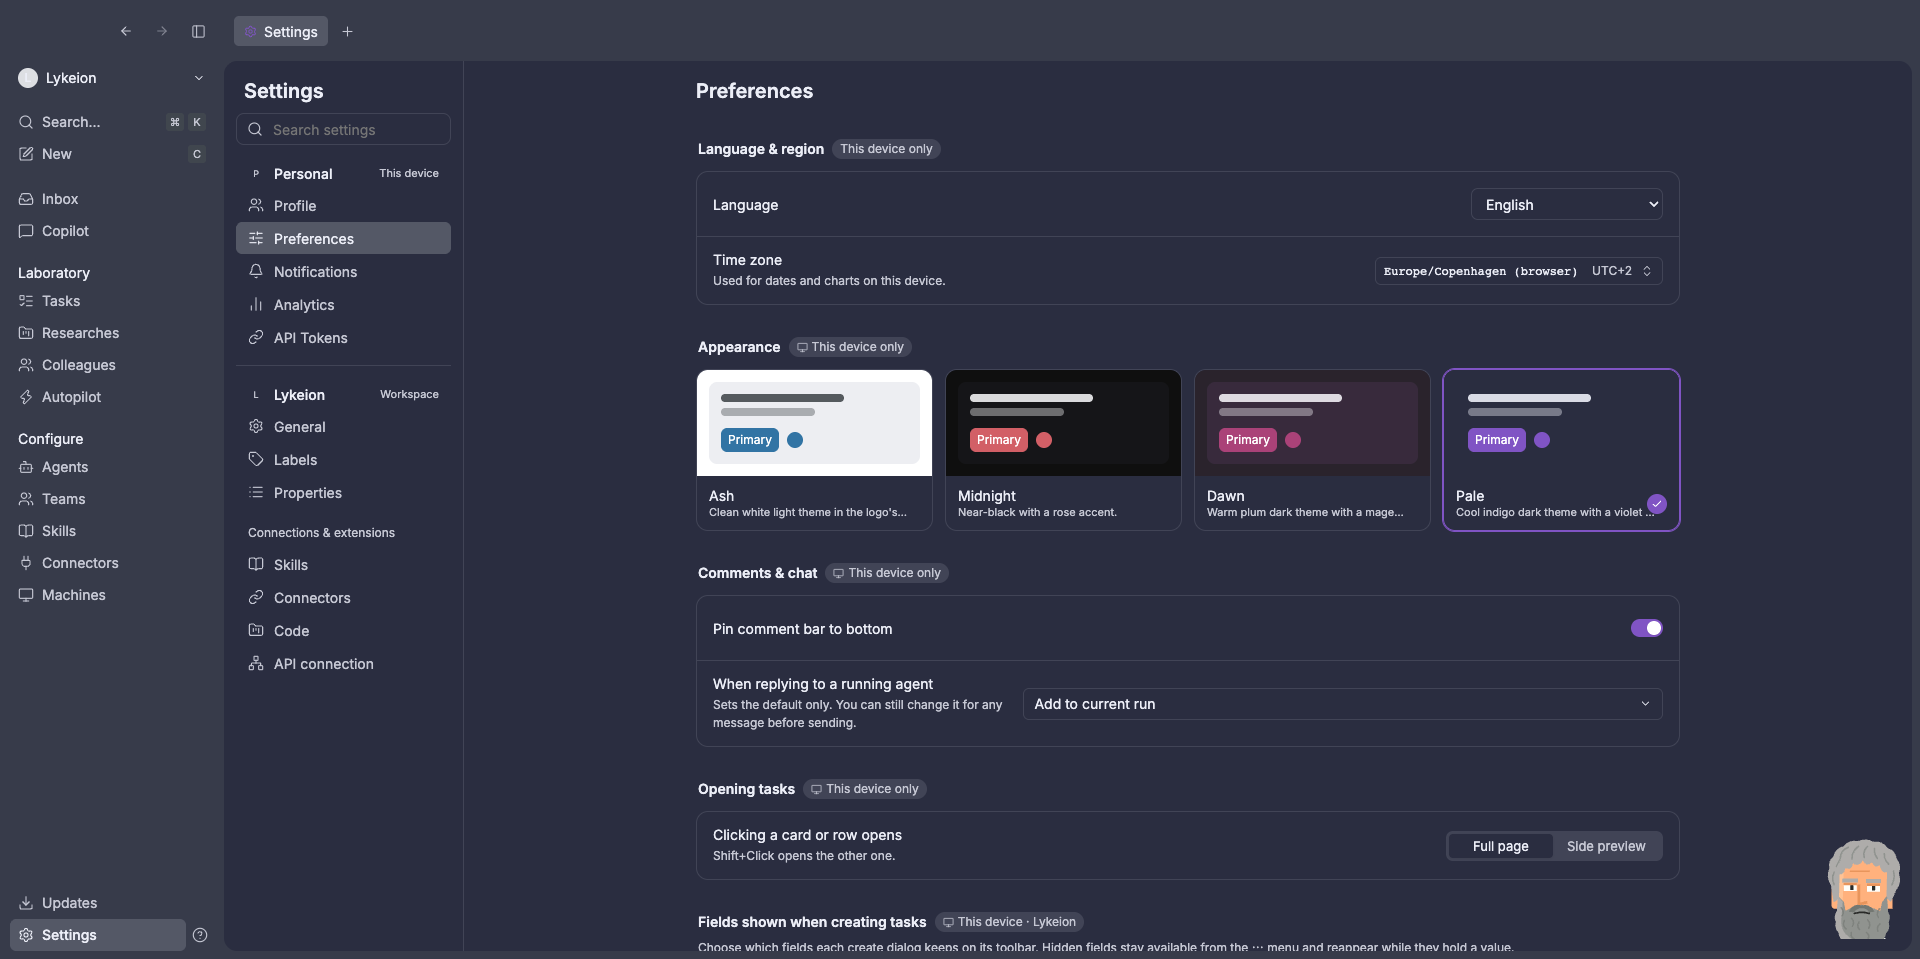 Settings
L Lykeion
Search... ⌘ K
New C
Inbox
Copilot
Laboratory
Tasks
Researches
Colleagues
Autopilot
Configure
Agents
Teams
Skills
Connectors
Machines
Updates
Settings
Settings
Search settings
P Personal This device
Profile
Preferences
Notifications
Analytics
API Tokens
L Lykeion Workspace
General
Labels
Properties
Connections & extensions
Skills
Connectors
Code
API connection
Preferences
Language & region This device only
Language English
Time zone
Used for dates and charts on this device.
Europe/Copenhagen (browser) UTC+2
Appearance This device only
Primary
Ash
Clean white light theme in the logo's...
Primary
Midnight
Near-black with a rose accent.
Primary
Dawn
Warm plum dark theme with a mage...
Primary
Pale
Cool indigo dark theme with a violet ...
Comments & chat This device only
Pin comment bar to bottom
When replying to a running agent
Sets the default only. You can still change it for any
message before sending.
Add to current run
Opening tasks This device only
Clicking a card or row opens
Shift+Click opens the other one.
Full page Side preview
Fields shown when creating tasks This device · Lykeion
Choose which fields each create dialog keeps on its toolbar. Hidden fields stay available from the ··· menu and reappear while they hold a value.